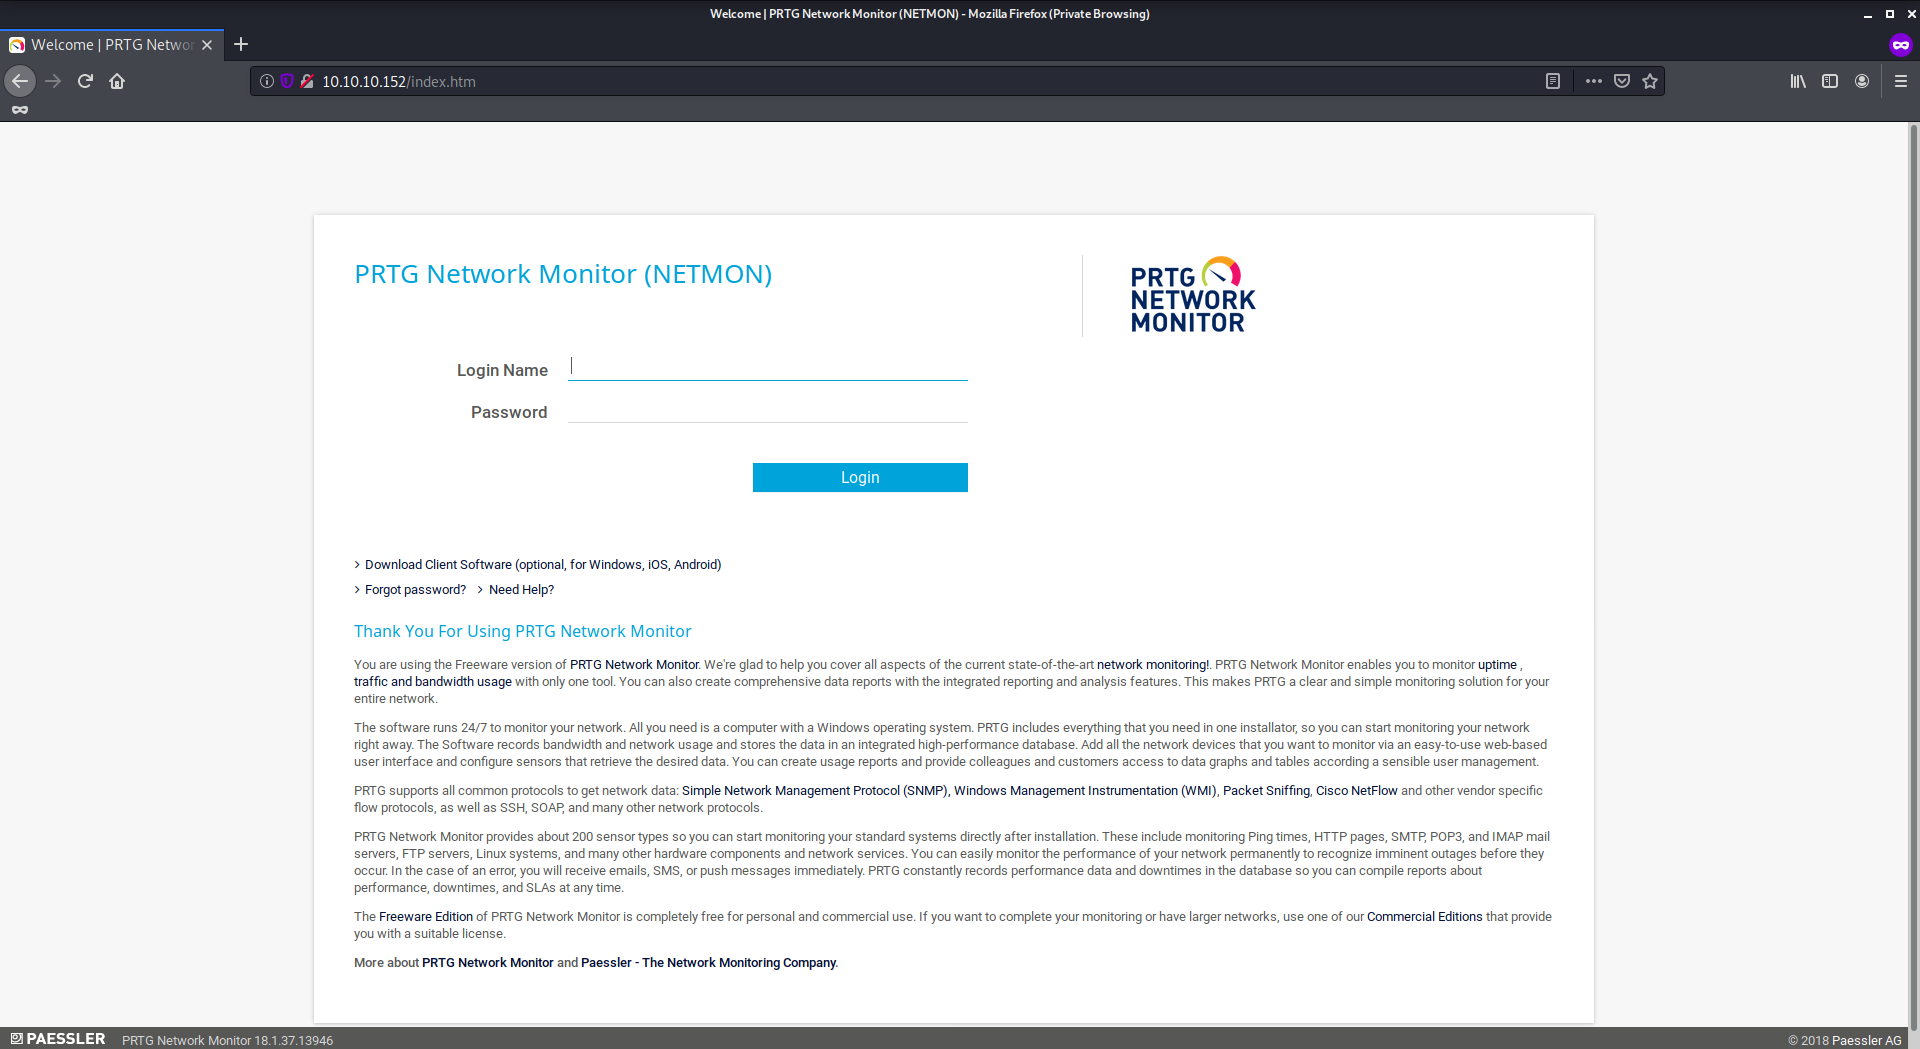 Welcome | PRTG Network Monitor (NETMON) - Mozilla Firefox (Private Browsing)
Welcome | PRTG Netwo
10.10.10.152/index.htm
PRTG Network Monitor (NETMON)
PRTG
NETWORK
MONITOR
Login Name
Password
Login
Download Client Software (optional, for Windows, iOS, Android)
Forgot password? Need Help?
Thank You For Using PRTG Network Monitor
You are using the Freeware version of PRTG Network Monitor. We're glad to help you cover all aspects of the current state-of-the-art network monitoring!. PRTG Network Monitor enables you to monitor uptime ,
traffic and bandwidth usage with only one tool. You can also create comprehensive data reports with the integrated reporting and analysis features. This makes PRTG a clear and simple monitoring solution for your
entire network.
The software runs 24/7 to monitor your network. All you need is a computer with a Windows operating system. PRTG includes everything that you need in one installator, so you can start monitoring your network
right away. The Software records bandwidth and network usage and stores the data in an integrated high-performance database. Add all the network devices that you want to monitor via an easy-to-use web-based
user interface and configure sensors that retrieve the desired data. You can create usage reports and provide colleagues and customers access to data graphs and tables according a sensible user management.
PRTG supports all common protocols to get network data: Simple Network Management Protocol (SNMP), Windows Management Instrumentation (WMI), Packet Sniffing, Cisco NetFlow and other vendor specific
flow protocols, as well as SSH, SOAP, and many other network protocols.
PRTG Network Monitor provides about 200 sensor types so you can start monitoring your standard systems directly after installation. These include monitoring Ping times, HTTP pages, SMTP, POP3, and IMAP mail
servers, FTP servers, Linux systems, and many other hardware components and network services. You can easily monitor the performance of your network permanently to recognize imminent outages before they
occur. In the case of an error, you will receive emails, SMS, or push messages immediately. PRTG constantly records performance data and downtimes in the database so you can compile reports about
performance, downtimes, and SLAs at any time.
The Freeware Edition of PRTG Network Monitor is completely free for personal and commercial use. If you want to complete your monitoring or have larger networks, use one of our Commercial Editions that provide
you with a suitable license.
More about PRTG Network Monitor and Paessler - The Network Monitoring Company.
PAESSLER PRTG Network Monitor 18.1.37.13946
© 2018 Paessler AG